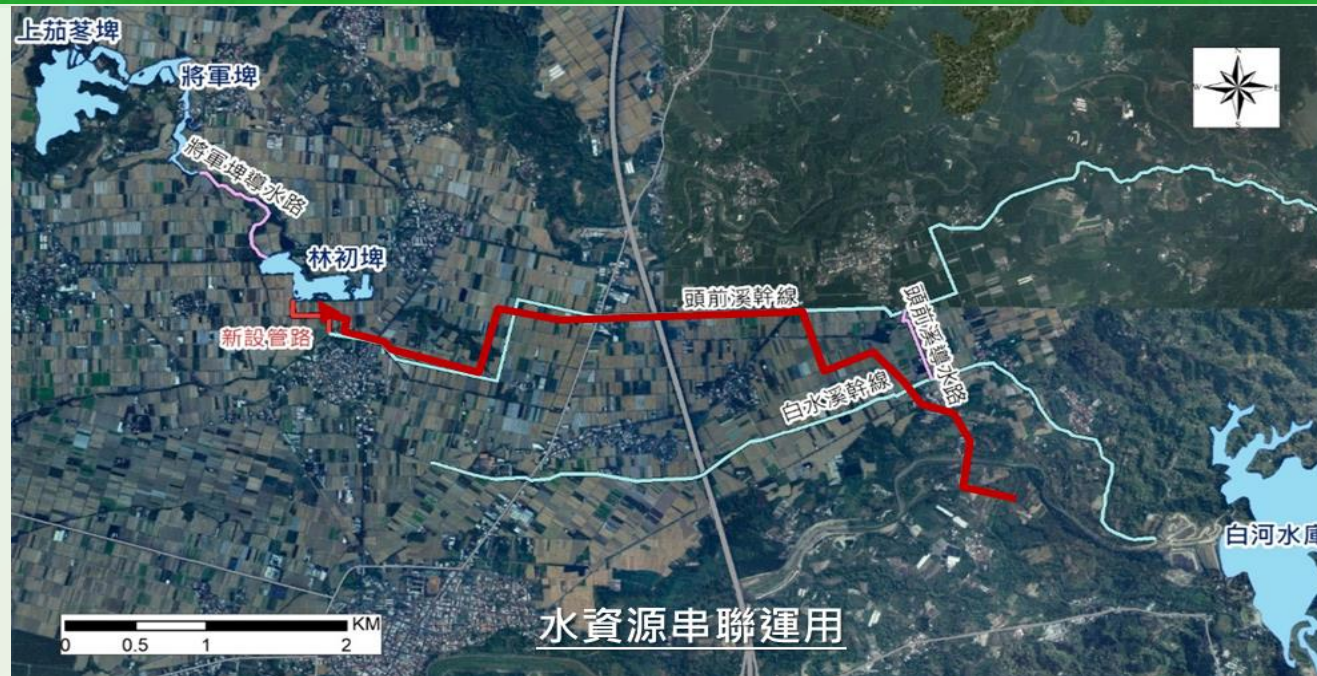 上茄苳埤
將軍埤
N
W
E
S
將軍埤導水路
林初埤
頭前溪幹線
頭前溪導水路
新設管路
白水溪幹線
白河水庫
KM
0 0.5 1 2
水資源串聯運用